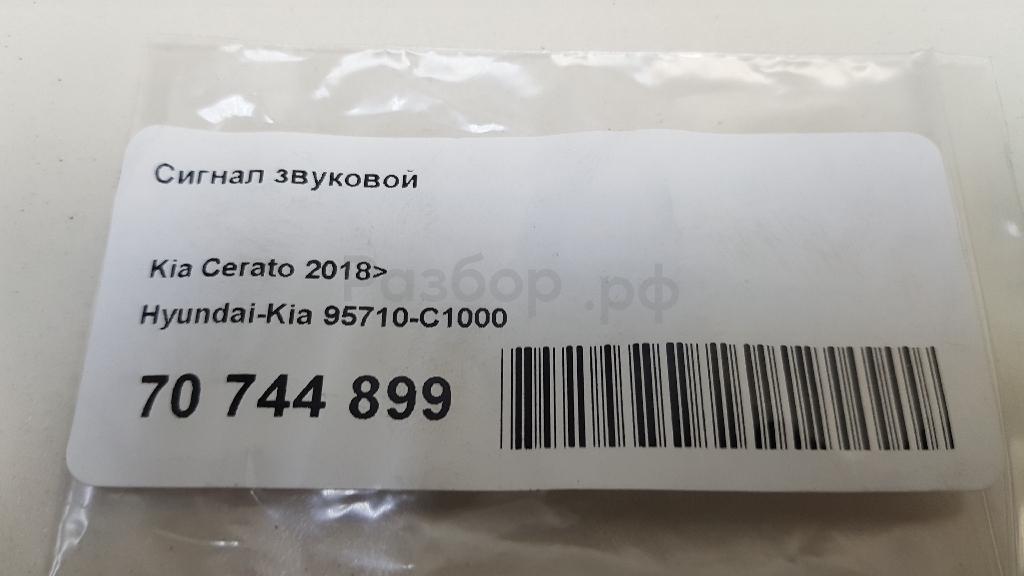 Сигнал звуковой
Kia Cerato 2018>
Разбор.рф
Hyundai-Kia 95710-C1000
70 744 899